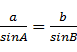 a/sinA = b/sinB